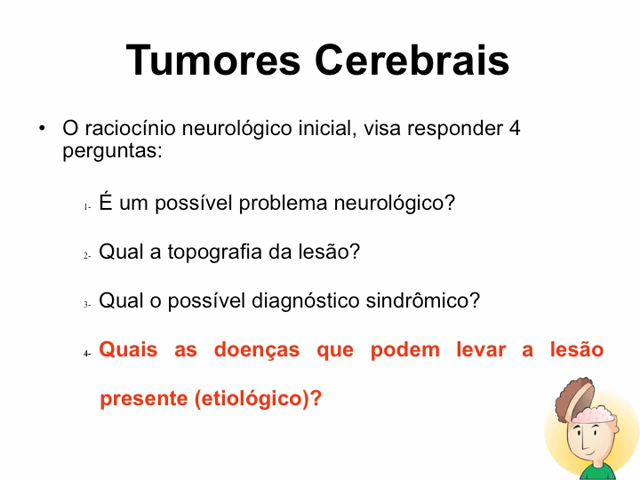 Tumores Cerebrais
• O raciocínio neurológico inicial, visa responder 4
perguntas:
1- É um possível problema neurológico?
2- Qual a topografia da lesão?
3- Qual o possível diagnóstico sindrômico?
4- Quais as doenças que podem levar a lesão
presente (etiológico)?